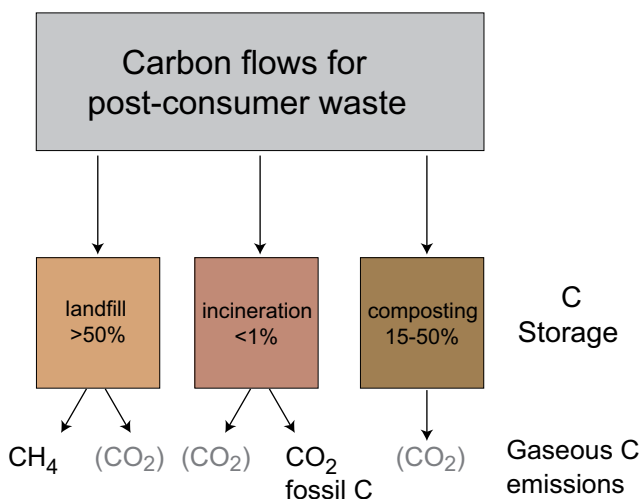 Carbon flows for
post-consumer waste
landfill
>50%
incineration
<1%
composting
15-50%
C
Storage
CH₄
(CO₂)
(CO₂)
CO₂
fossil C
(CO₂)
Gaseous C
emissions